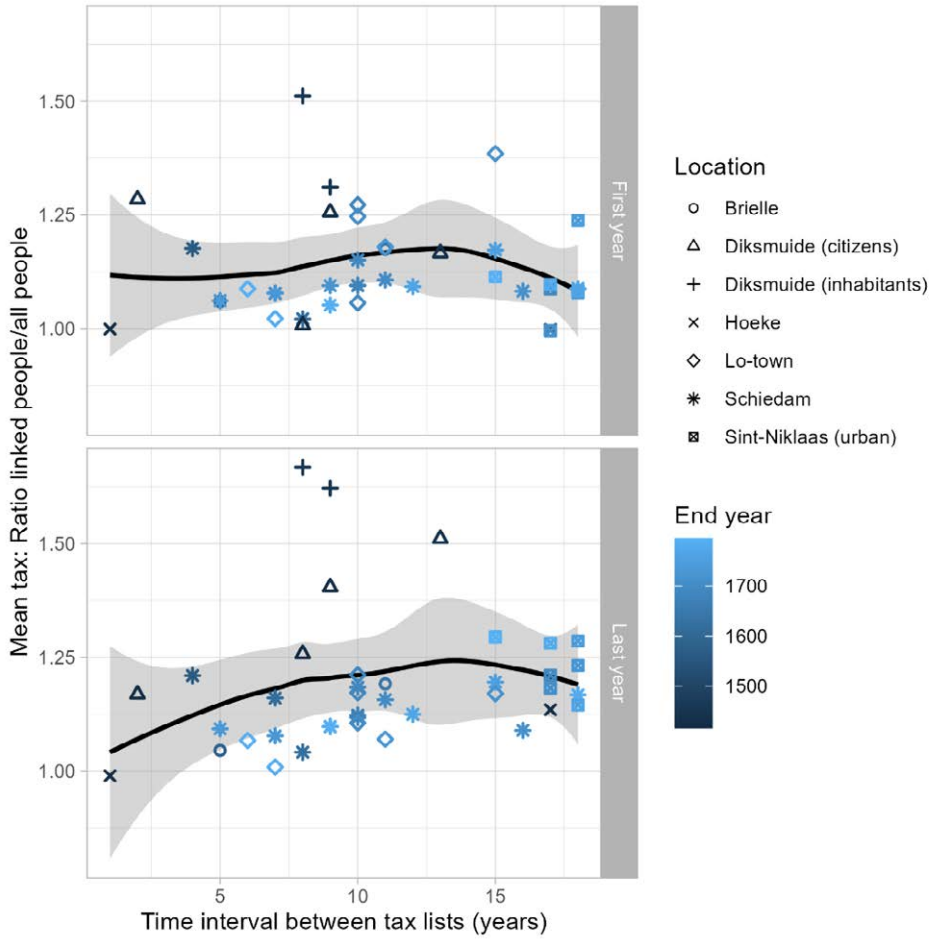 Mean tax: Ratio linked people/all people
1.50
1.25
1.00
First year
1.50
1.25
1.00
Last year
5
10
15
Time interval between tax lists (years)
Location
Brielle
Diksmuide (citizens)
Diksmuide (inhabitants)
Hoeke
Lo-town
Schiedam
Sint-Niklaas (urban)
End year
1700
1600
1500